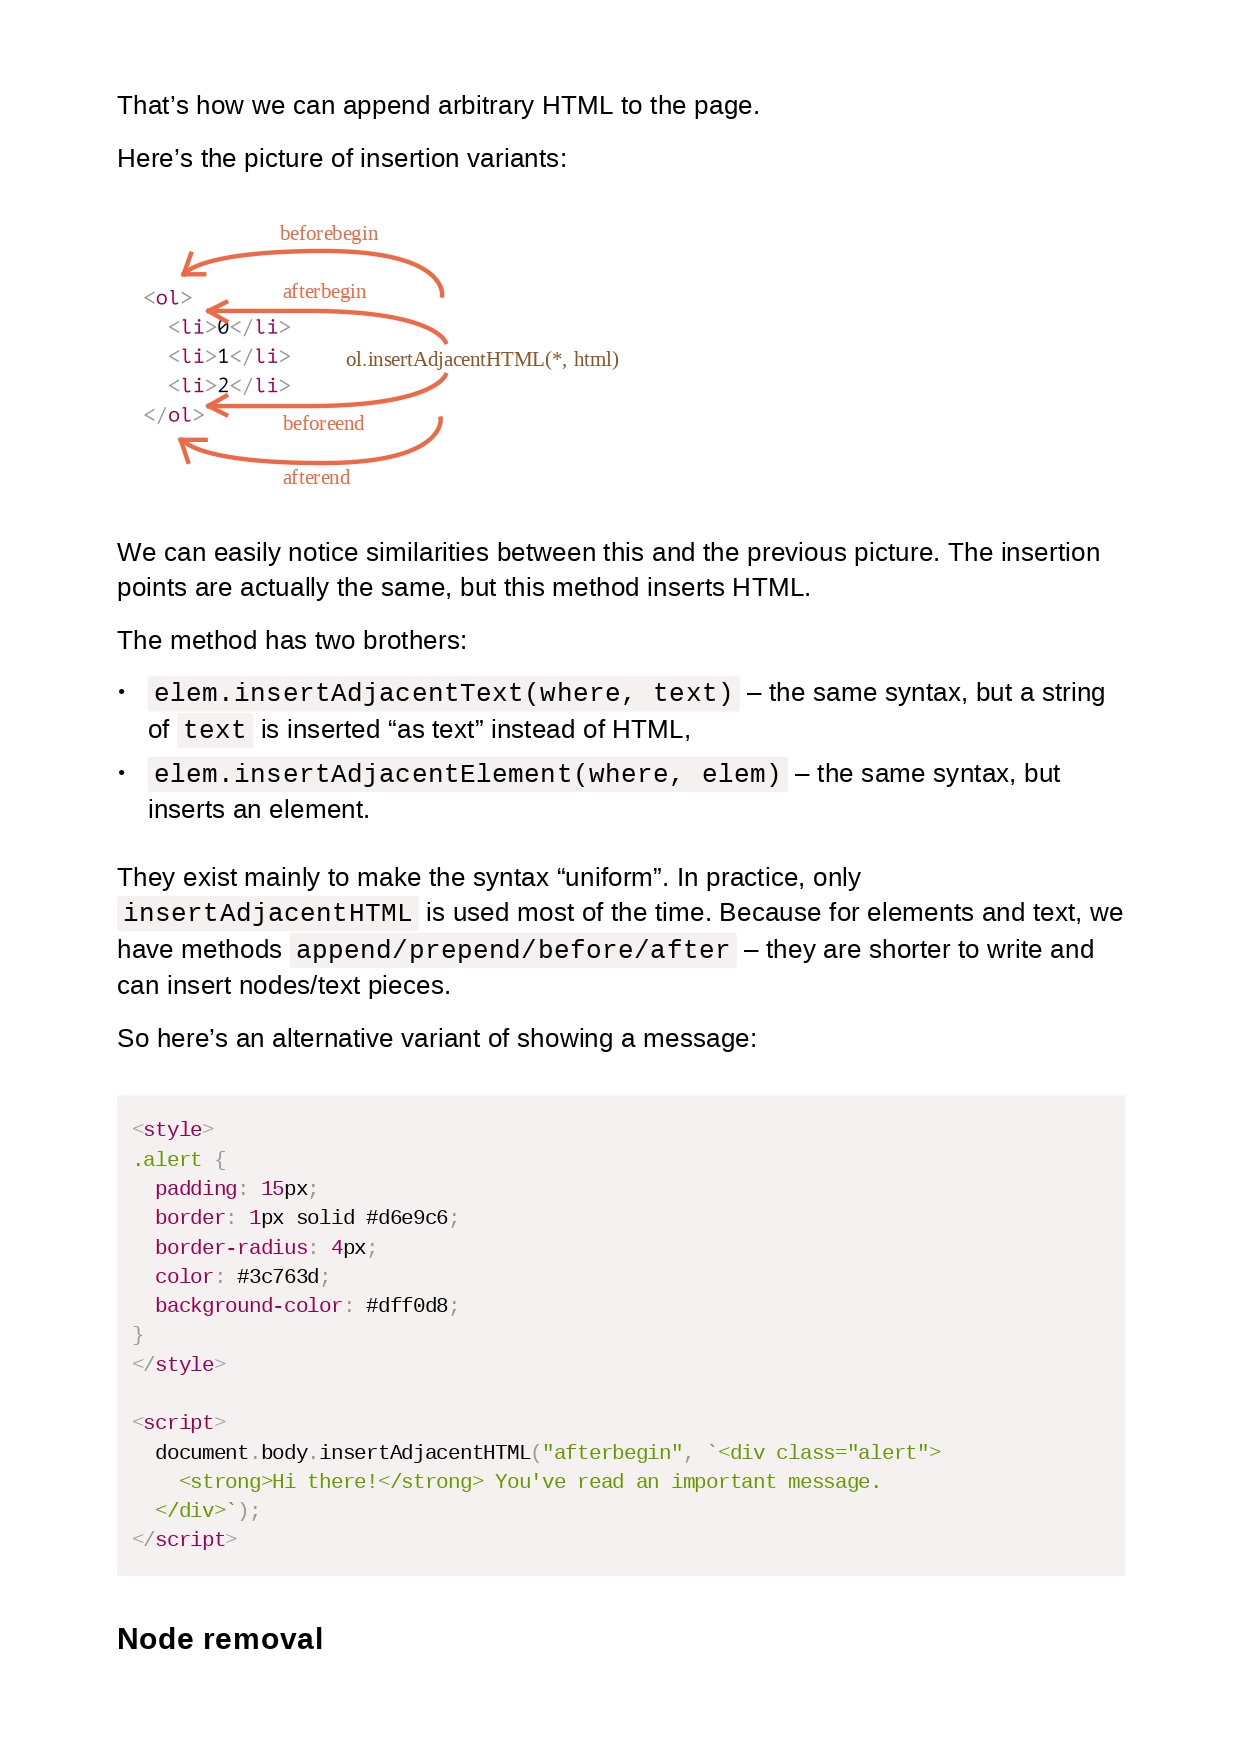 That’s how we can append arbitrary HTML to the page.
Here’s the picture of insertion variants:
beforebegin
<ol>
afterbegin
<li>0</li>
<li>1</li>
ol.insertAdjacentHTML(*, html)
<li>2</li>
</ol>
beforeend
afterend
We can easily notice similarities between this and the previous picture. The insertion
points are actually the same, but this method inserts HTML.
The method has two brothers:
• elem.insertAdjacentText(where, text) – the same syntax, but a string
of text is inserted “as text” instead of HTML,
• elem.insertAdjacentElement(where, elem) – the same syntax, but
inserts an element.
They exist mainly to make the syntax “uniform”. In practice, only
insertAdjacentHTML is used most of the time. Because for elements and text, we
have methods append/prepend/before/after – they are shorter to write and
can insert nodes/text pieces.
So here’s an alternative variant of showing a message:
<style>
.alert {
  padding: 15px;
  border: 1px solid #d6e9c6;
  border-radius: 4px;
  color: #3c763d;
  background-color: #dff0d8;
}
</style>
<script>
  document.body.insertAdjacentHTML("afterbegin", `<div class="alert">
    <strong>Hi there!</strong> You've read an important message.
  </div>`);
</script>
Node removal